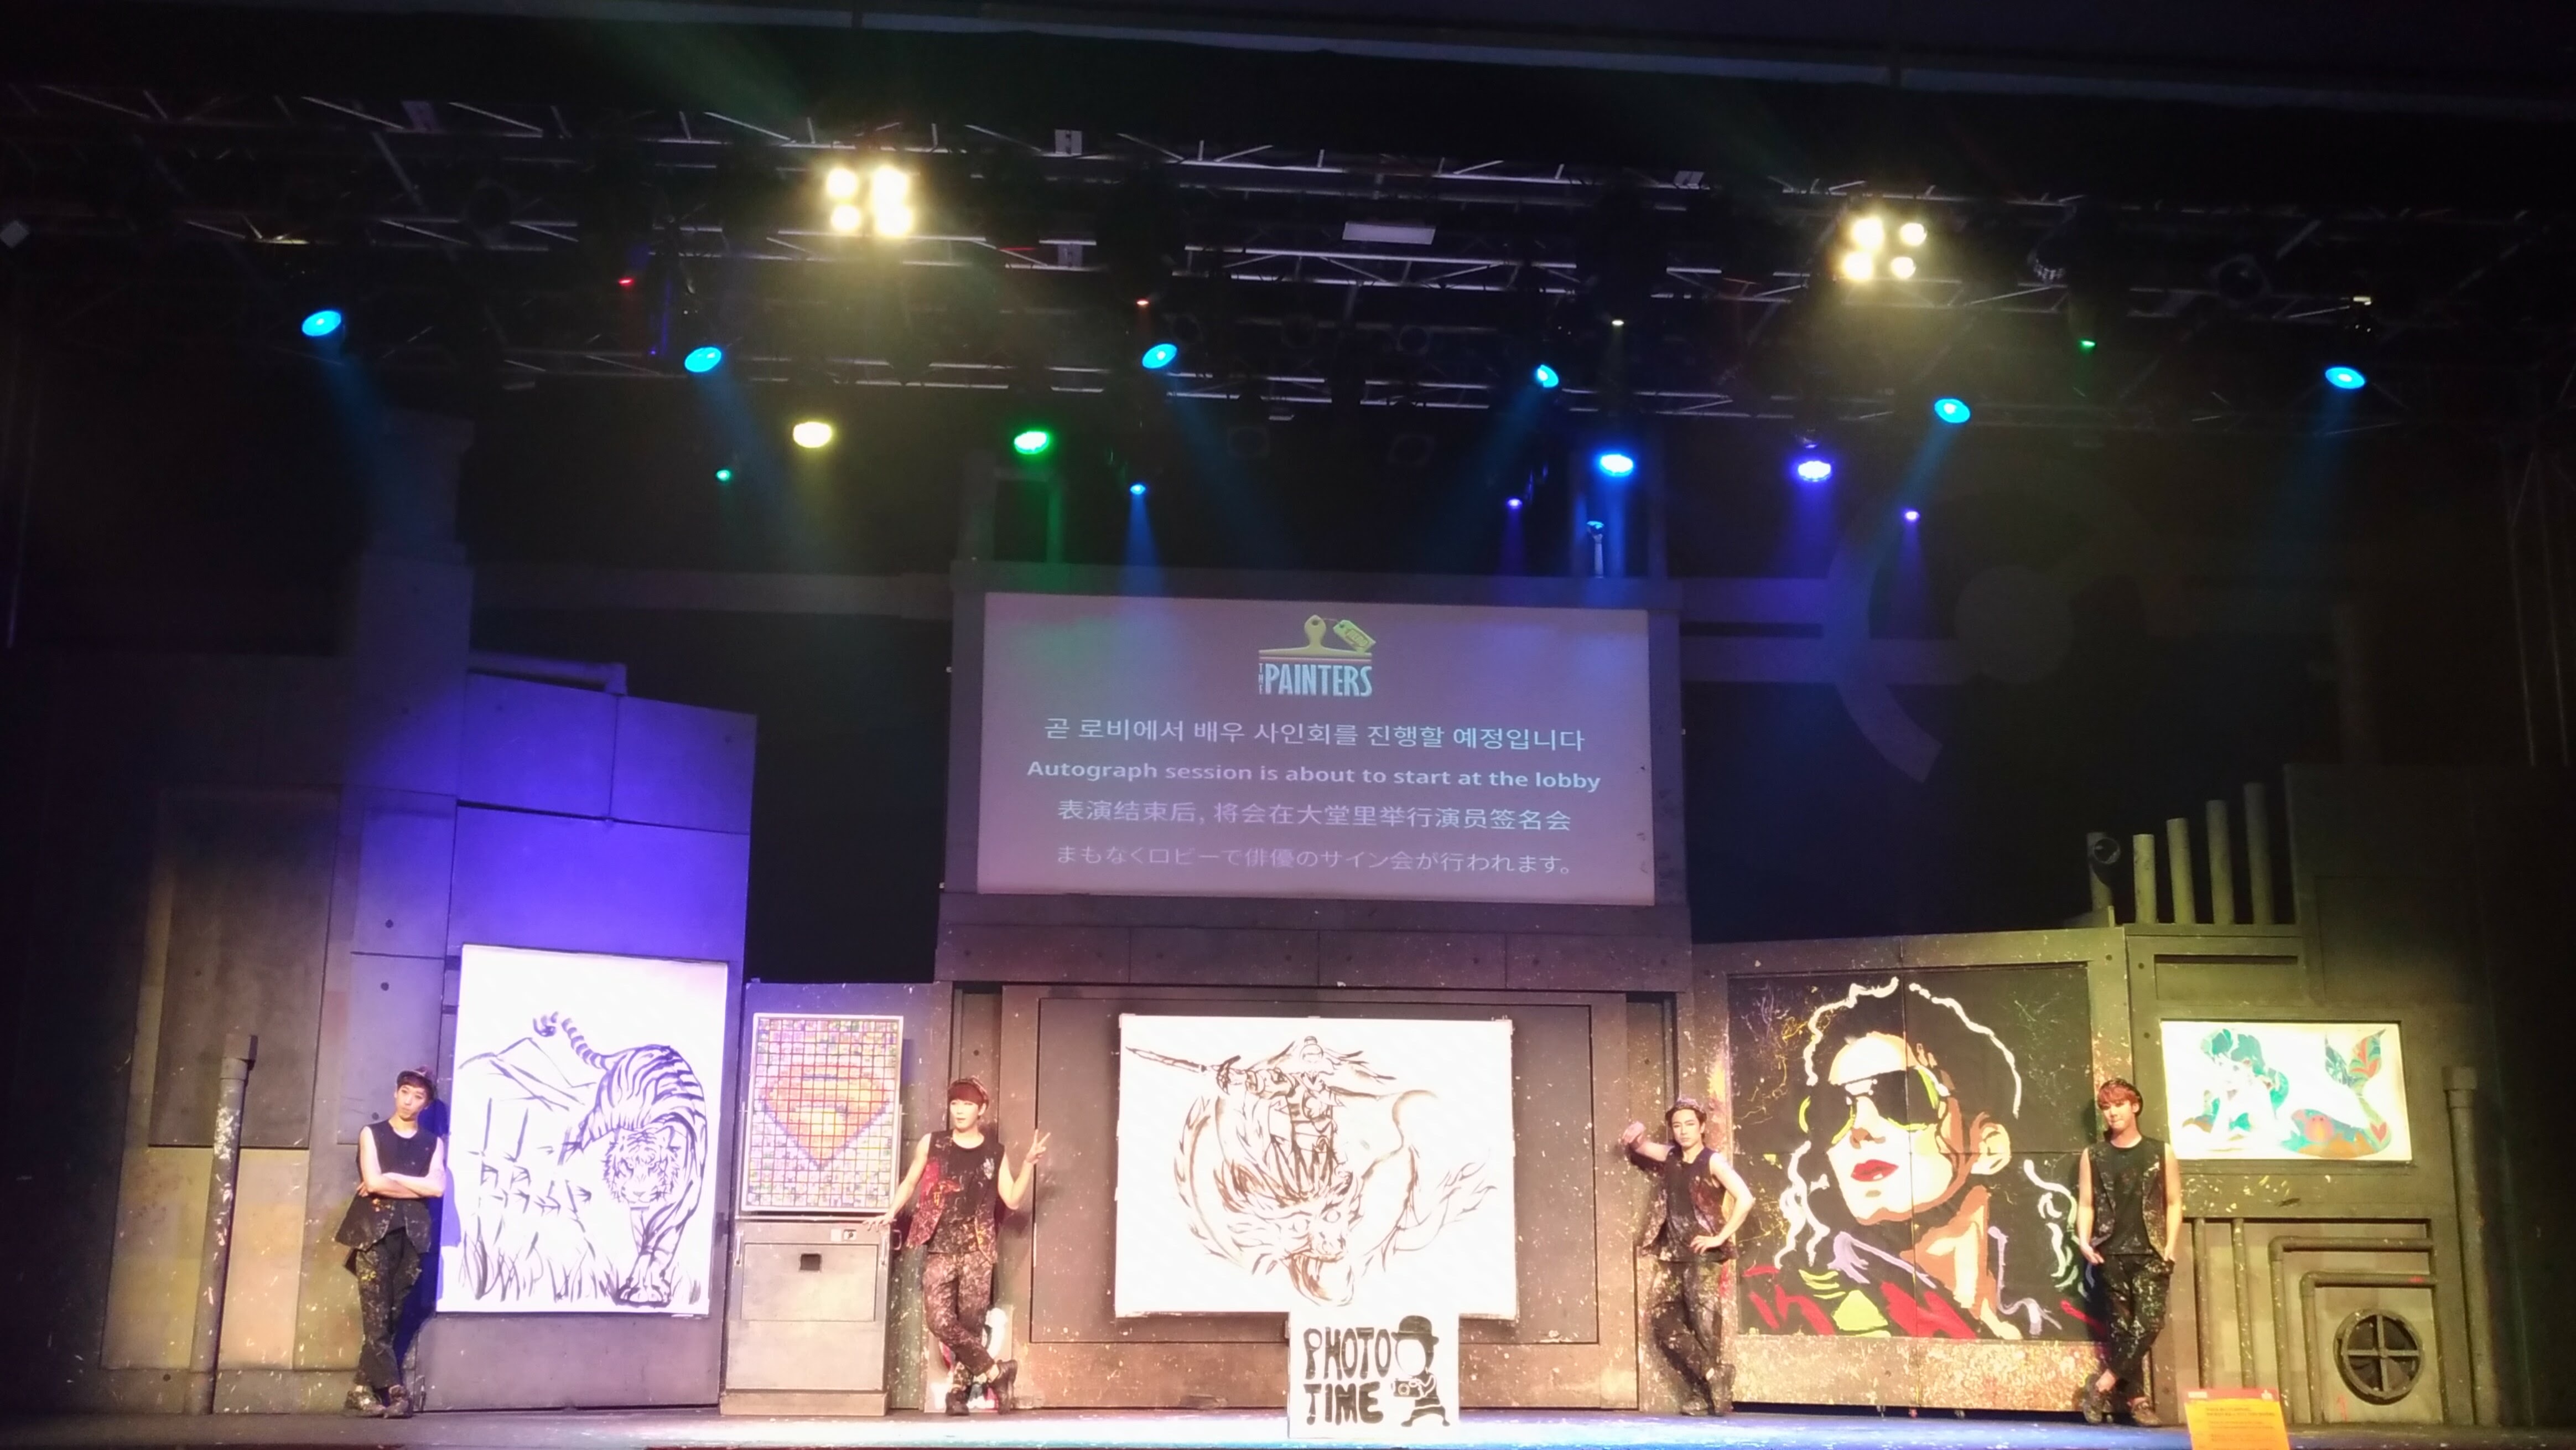 THE PAINTERS
곧 로비에서 배우 사인회를 진행할 예정입니다
Autograph session is about to start at the lobby
表演结束后, 将会在大堂里举行演员签名会
まもなくロビーで俳優のサイン会が行われます。
PHOTO
TIME